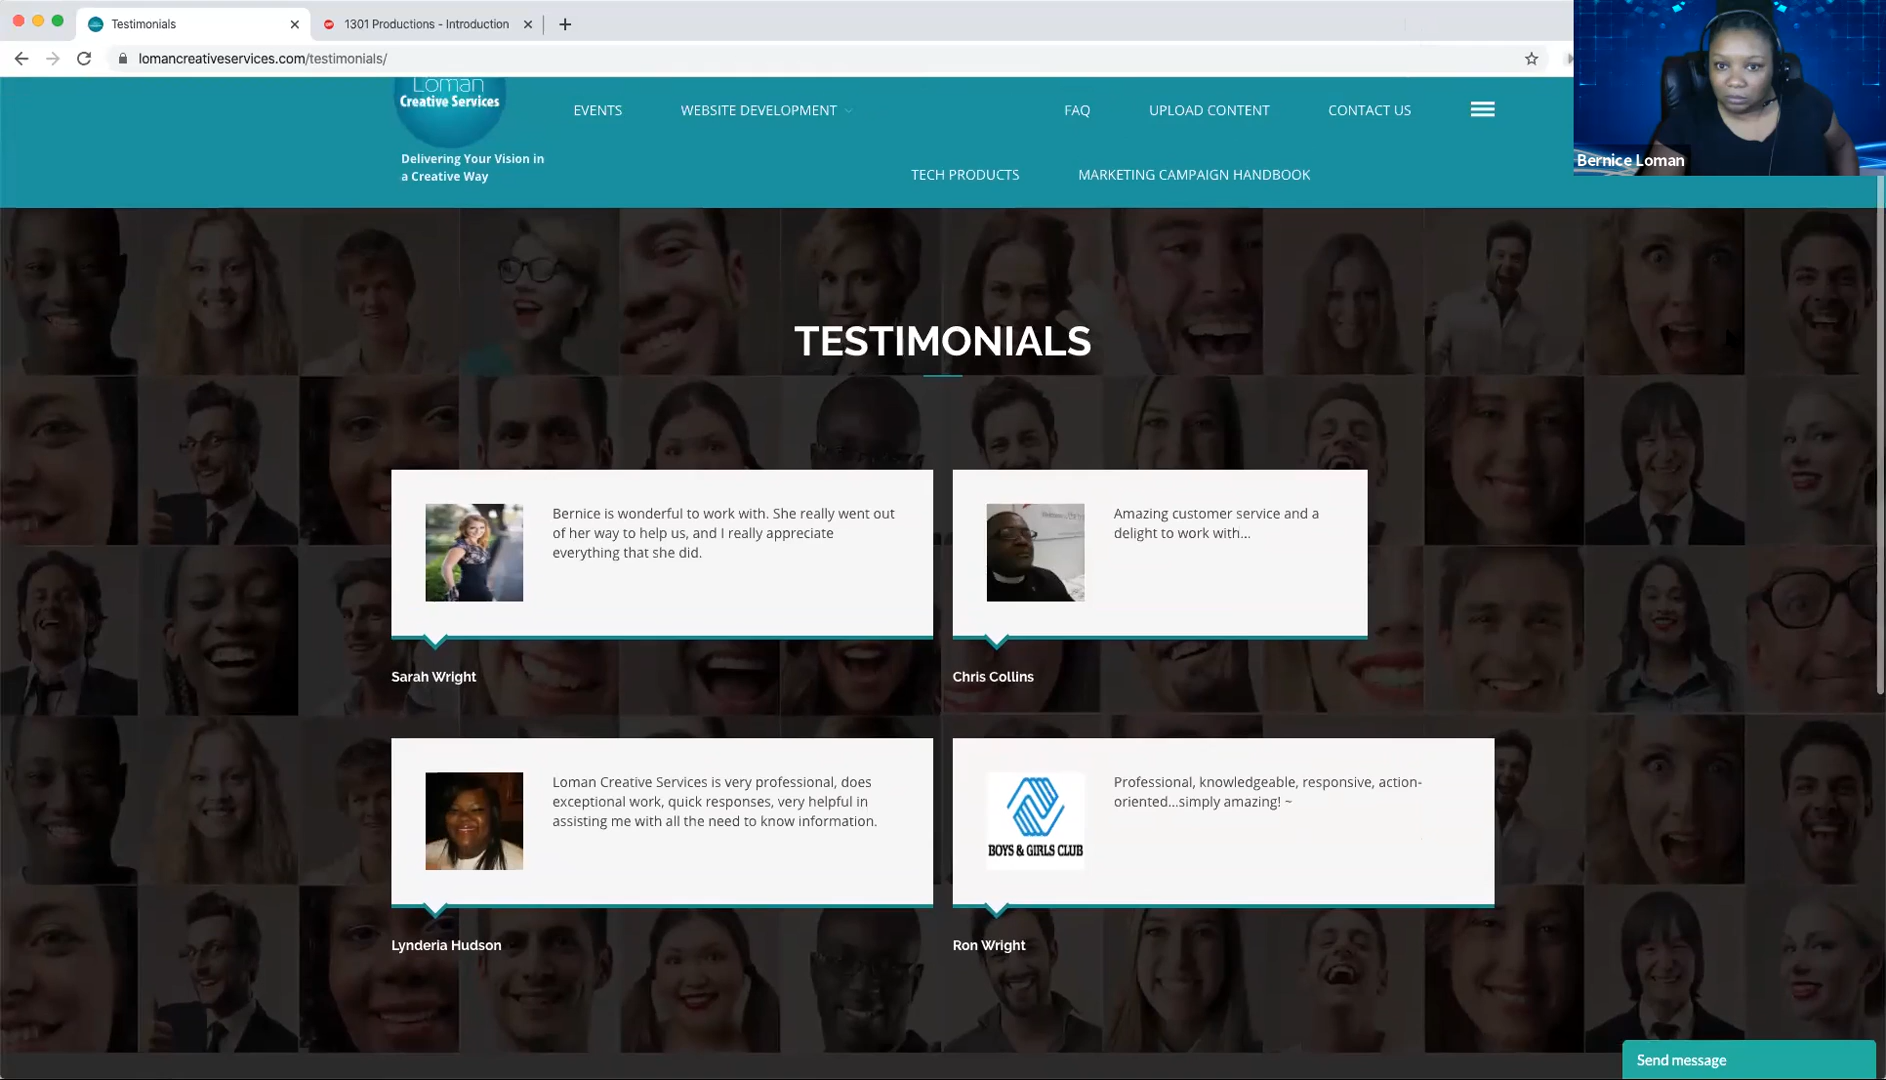 Testimonials
1301 Productions - Introduction
lomancreativeservices.com/testimonials/
Bernice Loman
Loman
Creative Services
Delivering Your Vision in
a Creative Way
EVENTS
WEBSITE DEVELOPMENT
FAQ
UPLOAD CONTENT
CONTACT US
TECH PRODUCTS
MARKETING CAMPAIGN HANDBOOK
TESTIMONIALS
Bernice is wonderful to work with. She really went out
of her way to help us, and I really appreciate
everything that she did.
Sarah Wright
Amazing customer service and a
delight to work with...
Chris Collins
Loman Creative Services is very professional, does
exceptional work, quick responses, very helpful in
assisting me with all the need to know information.
Lynderia Hudson
BOYS & GIRLS CLUB
Professional, knowledgeable, responsive, action-
oriented...simply amazing! ~
Ron Wright
Send message